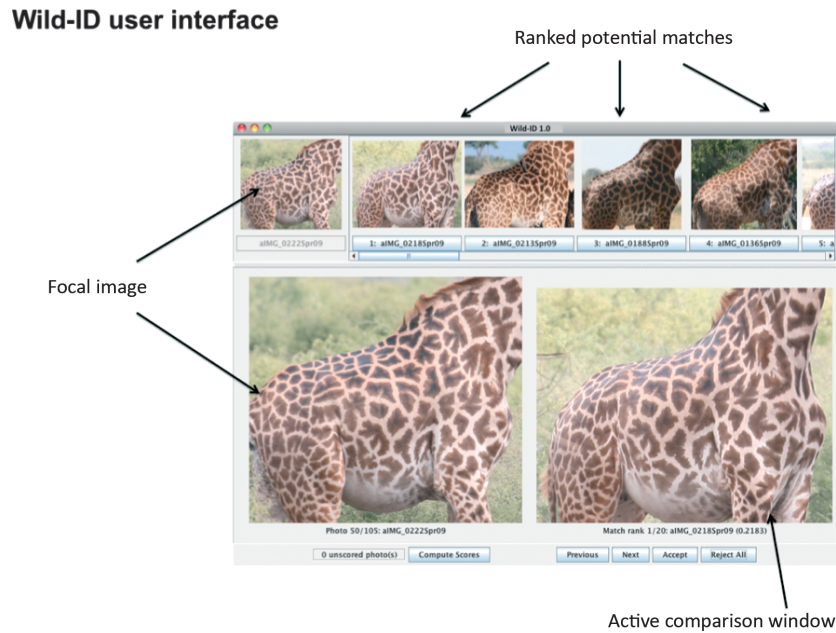 Wild-ID user interface
Ranked potential matches
Wild-ID 1.0
aIMG_0222Spr09
1: aIMG_0218Spr09
2: aIMG_0213Spr09
3: aIMG_0188Spr09
4: aIMG_0136Spr09
5: a
Focal image
Photo 50/105: aIMG_0222Spr09
Match rank 1/20: aIMG_0218Spr09 (0.2183)
0 unscored photo(s)
Compute Scores
Previous
Next
Accept
Reject All
Active comparison window